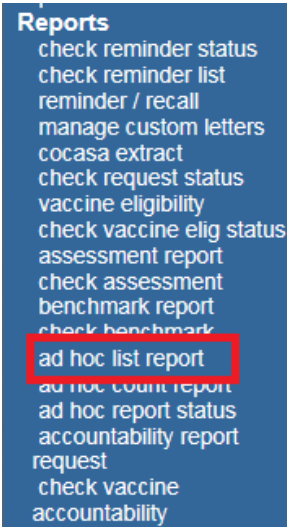 Reports
check reminder status
check reminder list
reminder / recall
manage custom letters
cocasa extract
check request status
vaccine eligibility
check vaccine elig status
assessment report
check assessment
benchmark report
check benchmark
ad hoc list report
ad hoc count report
ad hoc report status
accountability report
request
check vaccine
accountability